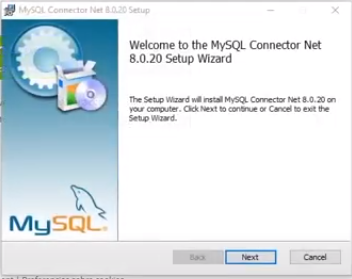 MySQL Connector Net 8.0.20 Setup
Welcome to the MySQL Connector Net
8.0.20 Setup Wizard
The Setup Wizard will install MySQL Connector Net 8.0.20 on
your computer. Click Next to continue or Cancel to exit the
Setup Wizard.
MySQL
Back Next Cancel